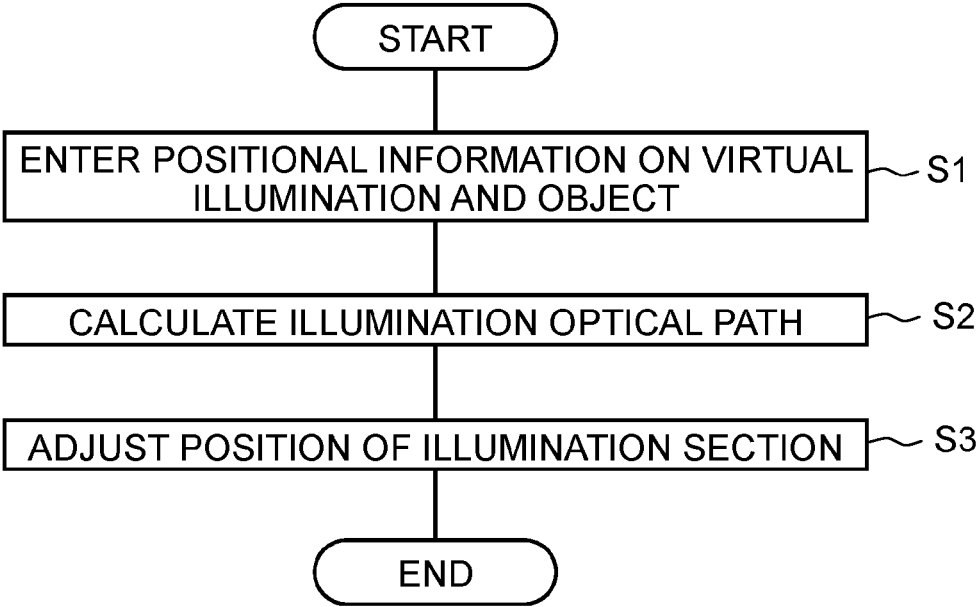 START
ENTER POSITIONAL INFORMATION ON VIRTUAL
ILLUMINATION AND OBJECT
S1
CALCULATE ILLUMINATION OPTICAL PATH
S2
ADJUST POSITION OF ILLUMINATION SECTION
S3
END